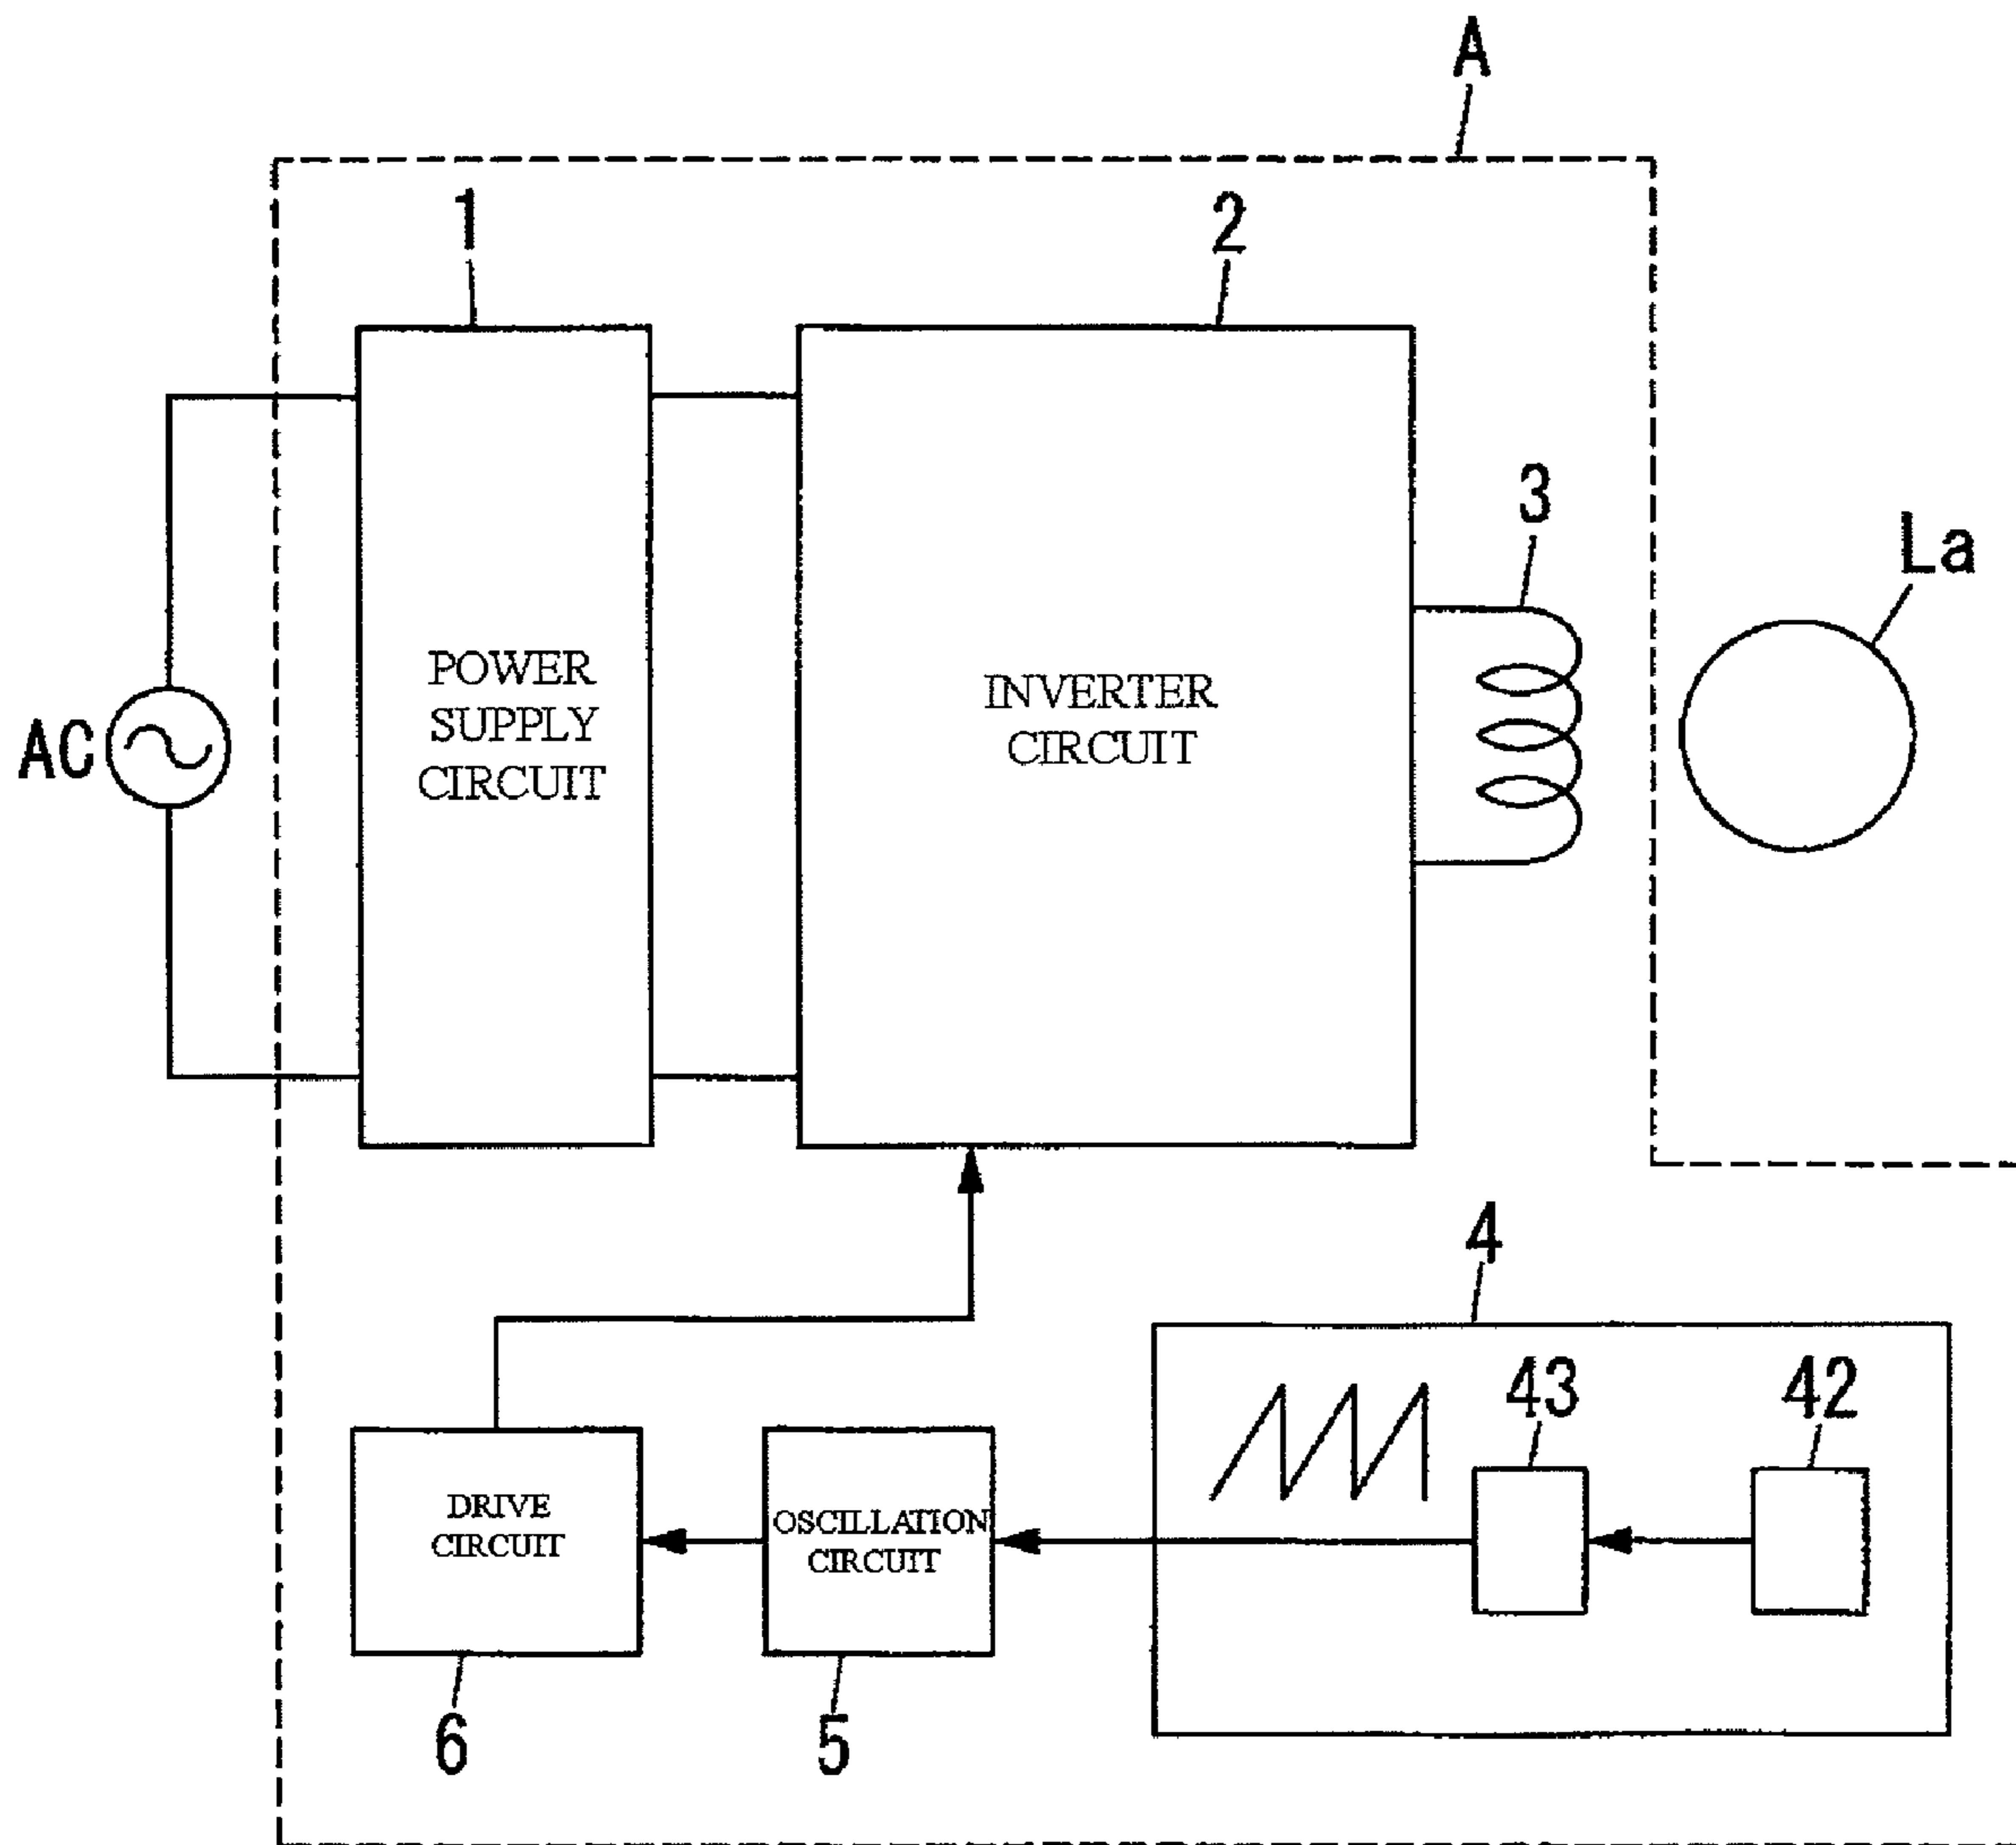 A
1
2
3
La
POWER
SUPPLY
CIRCUIT
INVERTER
CIRCUIT
AC
4
43
42
DRIVE
CIRCUIT
OSCILLATION
CIRCUIT
6
5